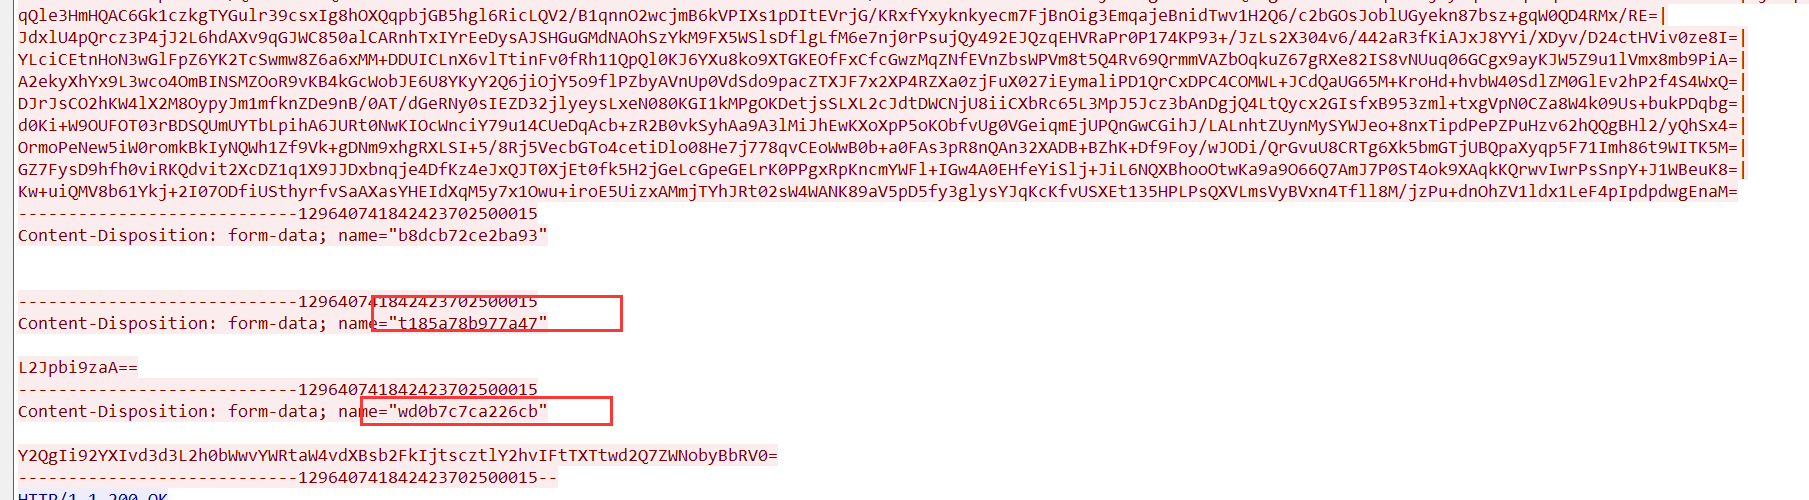 qQle3HmHQAC6Gk1czkgTYGulr39csxIg8hOXQqpbjGB5hgl6RicLQV2/B1qnnO2wcjmB6kVPIXs1pDItEVrjG/KRxfYxyknkyecm7FjBnOig3EmqajeBnidTwv1H2Q6/c2bGOsJoblUGyekn87bsz+gqW0QD4RMx/RE=|
JdxlU4pQrcz3P4jJ2L6hdAXv9qGJWC850alCARnhTxIYrEeDysAJSHGuGMdNAOhSzYkM9FX5WSlsDflgLfM6e7nj0rPsujQy492EJQzqEHVRaPr0P174KP93+/JzLs2X304v6/442aR3fKiAJxJ8YYi/XDyv/D24ctHViv0ze8I=|
YLciCEtnHoN3wGlFpZ6YK2TcSwmw8Z6a6xMM+DDUICLnX6vlTtinFv0fRh11QpQl0KJ6YXu8ko9XTGKEOfFxCfcGwzMqZNfEVnZbsWPVm8t5Q4Rv69QrmmVAZbOqkuZ67gRXe82IS8vNUuq06GCgx9ayKJW5Z9u1lVmx8mb9PiA=|
A2ekyXhYx9L3wco4OmBINSMZOoR9vKB4kGcWobJE6U8YKyY2Q6jiOjY5o9flPZbyAVnUp0VdSdo9pacZTXJF7x2XP4RZXa0zjFuX027iEymaliPD1QrCxDPC4COMWL+JCdQaUG65M+KroHd+hvbW40SdlZM0GlEv2hP2f4S4WxQ=|
DJrJsCO2hKW4lX2M8OypyJm1mfknZDe9nB/0AT/dGeRNy0sIEZD32jlyeysLxeN080KGI1kMPgOKDetjsSLXL2cJdtDWCNjU8iiCXbRc65L3MpJ5Jcz3bAnDgjQ4LtQycx2GIsfxB953zml+txgVpN0CZa8W4k09Us+bukPDqbg=|
d0Ki+W9OUFOT03rBDSQUmUYTbLpihA6JURt0NwKIOcWnciY79u14CUeDqAcb+zR2B0vkSyhAa9A3lMiJhEwKXoXpP5oKObfvUg0VGeiqmEjUPQnGwCGihJ/LALnhtZUynMySYWJeo+8nxTipdPePZPuHzv62hQQgBHl2/yQhSx4=|
OrmoPeNew5iW0romkBkIyNQWh1Zf9Vk+gDNm9xhgRXLSI+5/8Rj5VecbGTo4cetiDlo08He7j778qvCEoWwB0b+a0FAs3pR8nQAn32XADB+BZhK+Df9Foy/wJODi/QrGvuU8CRTg6Xk5bmGTjUBQpaXyqp5F71Imh86t9WITK5M=|
GZ7FysD9hfh0viRKQdvit2XcDZ1q1X9JJDxbnqje4DfKz4eJxQJT0XjEt0fk5H2jGeLcGpeGELrK0PPgxRpKncmYWFl+IGw4A0EHfeYiSlj+JiL6NQXBhooOtwKa9a9O66Q7AmJ7P0ST4ok9XAqkKQrwvIwrPsSnpY+J1WBeuK8=|
Kw+uiQMV8b61Ykj+2I07ODfiUSthyrfvSaAXasYHEIdXqM5y7x1Owu+iroE5UizxAMmjTYhJRt02sW4WANK89aV5pD5fy3glysYJqKcKfvUSXEt135HPLPsQXVLmsVyBVxn4Tfll8M/jzPu+dnOhZV1ldx1LeF4pIpdpdwgEnaM=
----------------------------129640741842423702500015
Content-Disposition: form-data; name="b8dcb72ce2ba93"
----------------------------129640741842423702500015
Content-Disposition: form-data; name="t185a78b977a47"
L2Jpbi9zaA==
----------------------------129640741842423702500015
Content-Disposition: form-data; name="wd0b7c7ca226cb"
Y2QgIi92YXIvd3d3L2h0bWwvYWRtaW4vdXBsb2FkIjtscztlY2hvIFtTXTtwd2Q7ZWNobyBbRV0=
----------------------------129640741842423702500015--
HTTP/1.1 200 OK